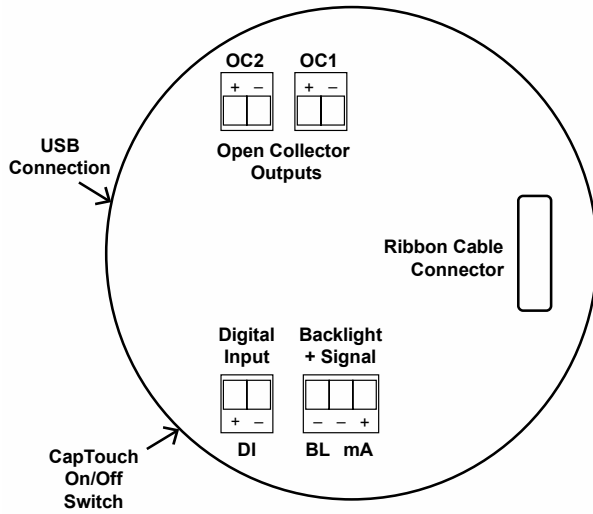 OC2 OC1
+ − + −
Open Collector
Outputs
USB
Connection
Ribbon Cable
Connector
Digital
Input
Backlight
+ Signal
+ − − − +
DI BL mA
CapTouch
On/Off
Switch